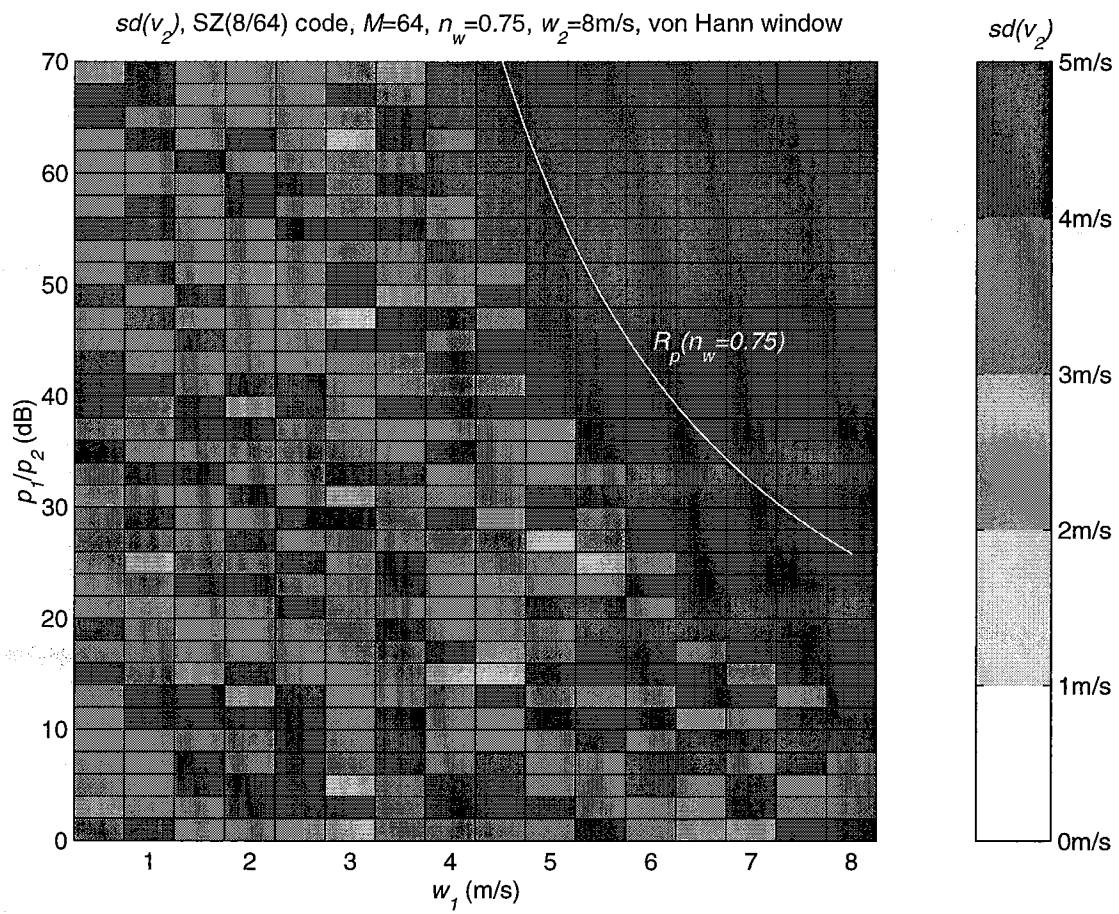 sd(v2), SZ(8/64) code, M=64, nw=0.75, w2=8m/s, von Hann window
sd(v2)
70
60
50
40
30
20
10
0
p1/p2 (dB)
Rp(nw=0.75)
1 2 3 4 5 6 7 8
w1 (m/s)
5m/s
4m/s
3m/s
2m/s
1m/s
0m/s